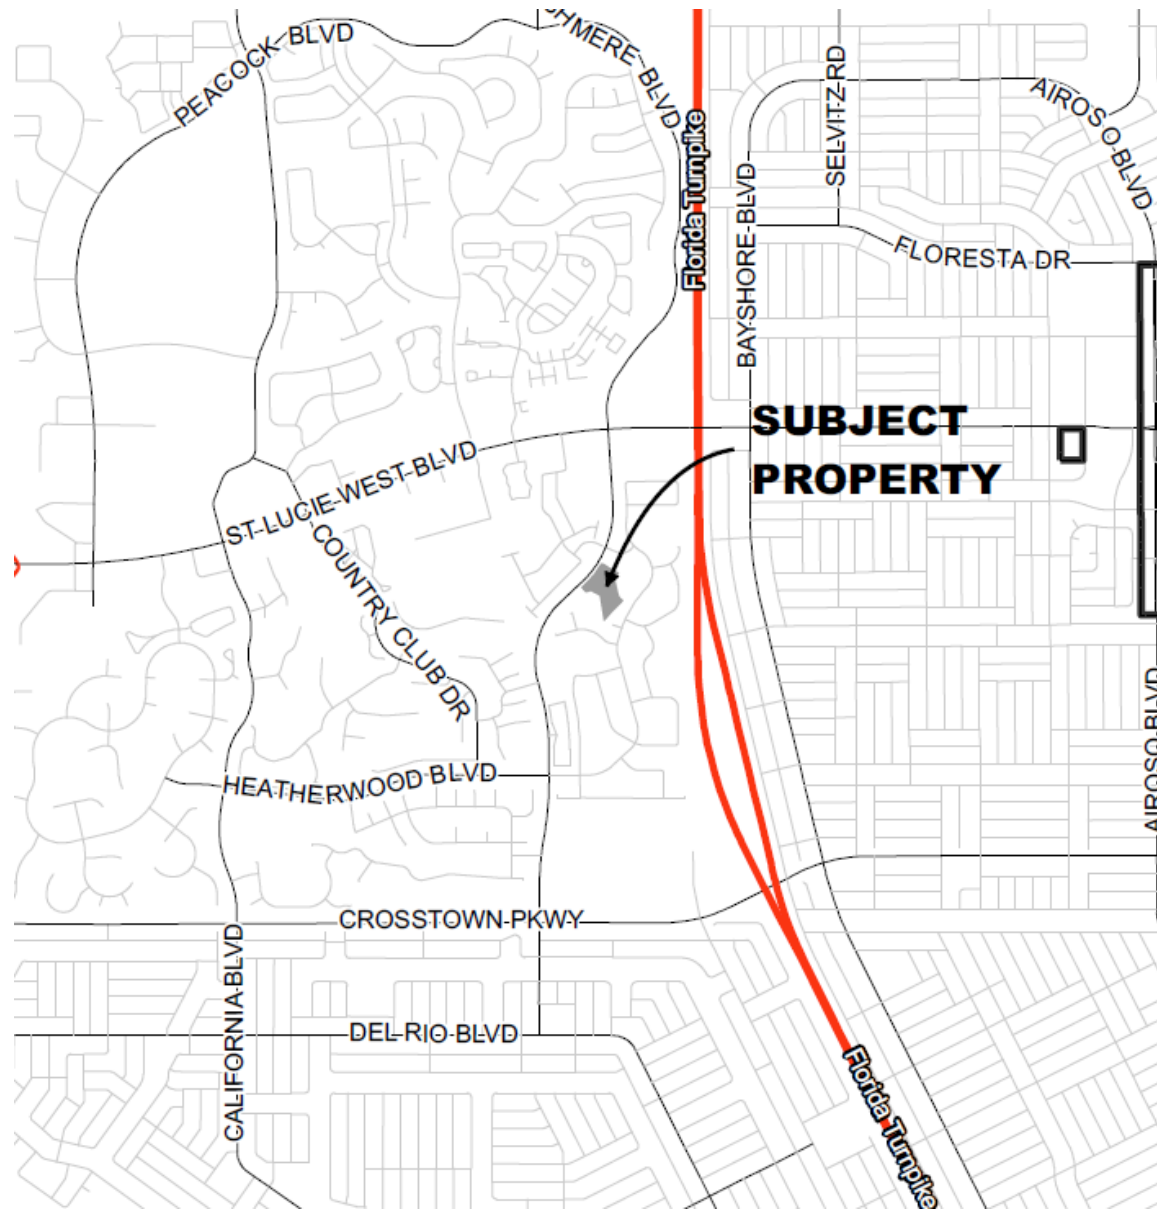 PEACOCK BLVD
SHMERE BLVD
Florida Turnpike
SELVITZ RD
AIROSO BLVD
BAYSHORE BLVD
FLORESTA DR
SUBJECT
PROPERTY
ST LUCIE WEST BLVD
COUNTRY CLUB DR
HEATHERWOOD BLVD
AIROSO BLVD
CROSSTOWN PKWY
CALIFORNIA BLVD
DEL RIO BLVD
Florida Turnpike